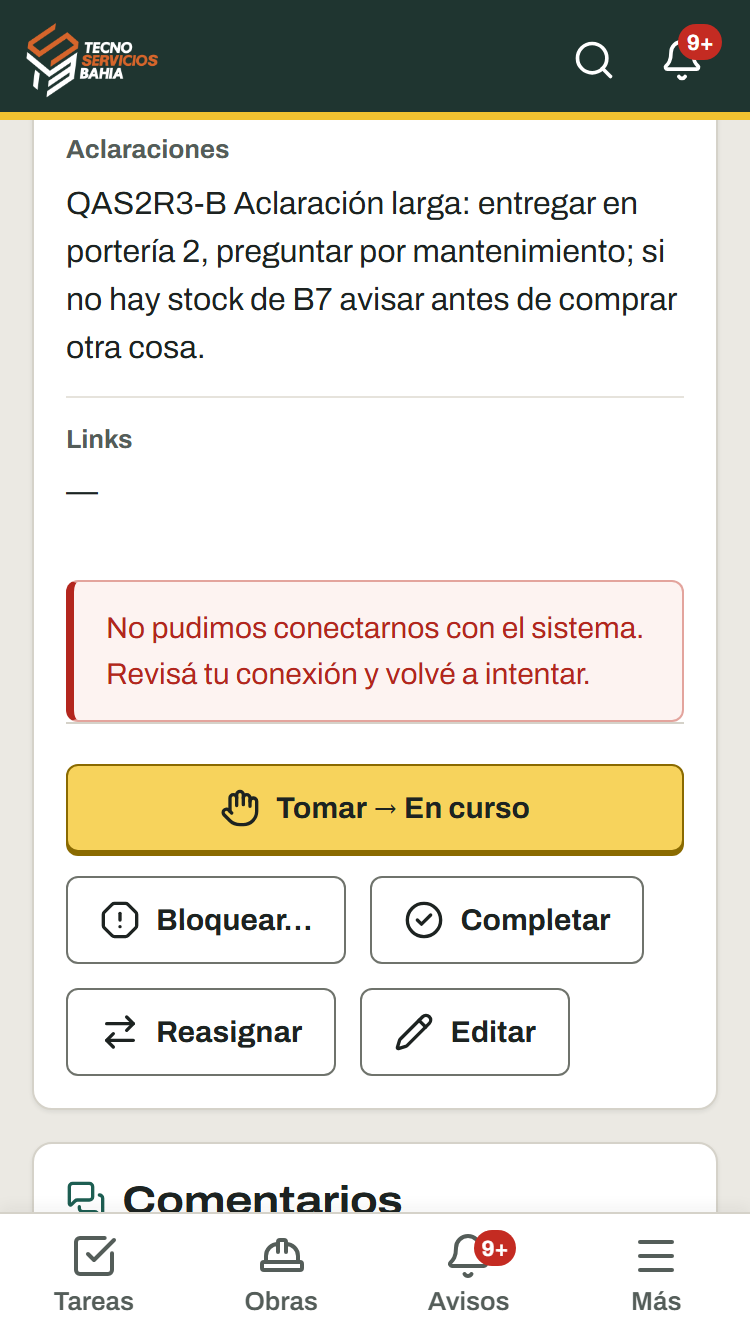 TECNO
SERVICIOS
BAHIA
9+
Aclaraciones
QAS2R3-B Aclaración larga: entregar en
portería 2, preguntar por mantenimiento; si
no hay stock de B7 avisar antes de comprar
otra cosa.
Links
—
No pudimos conectarnos con el sistema.
Revisá tu conexión y volvé a intentar.
Tomar → En curso
Bloquear...
Completar
Reasignar
Editar
Comentarios
9+
Tareas
Obras
Avisos
Más